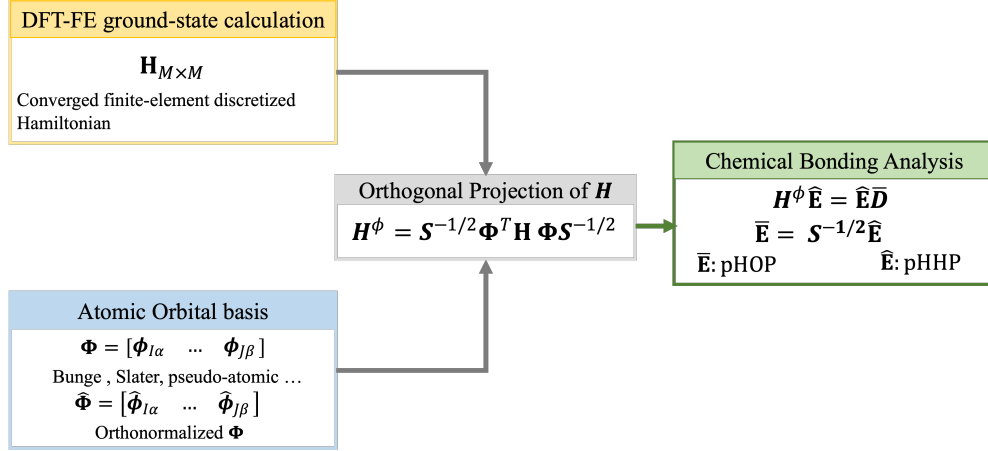 DFT-FE ground-state calculation
𝐇_{M×M}
Converged finite-element discretized
Hamiltonian
Orthogonal Projection of 𝑯
𝑯^ϕ = 𝑺^{−1/2}𝚽^T𝐇 𝚽𝑺^{−1/2}
Chemical Bonding Analysis
𝑯^ϕ𝐄̂ = 𝐄̂𝑫̅
𝐄̅ = 𝑺^{−1/2}𝐄̂
𝐄̅: pHOP 𝐄̂: pHHP
Atomic Orbital basis
𝚽 = [𝝓_{Iα} … 𝝓_{Jβ}]
Bunge , Slater, pseudo-atomic …
𝚽̂ = [𝝓̂_{Iα} … 𝝓̂_{Jβ}]
Orthonormalized 𝚽